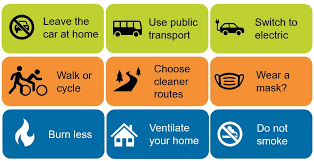 Leave the
car at home
Use public
transport
Switch to
electric
Walk or
cycle
Choose
cleaner
routes
Wear a
mask?
Burn less
Ventilate
your home
Do not
smoke